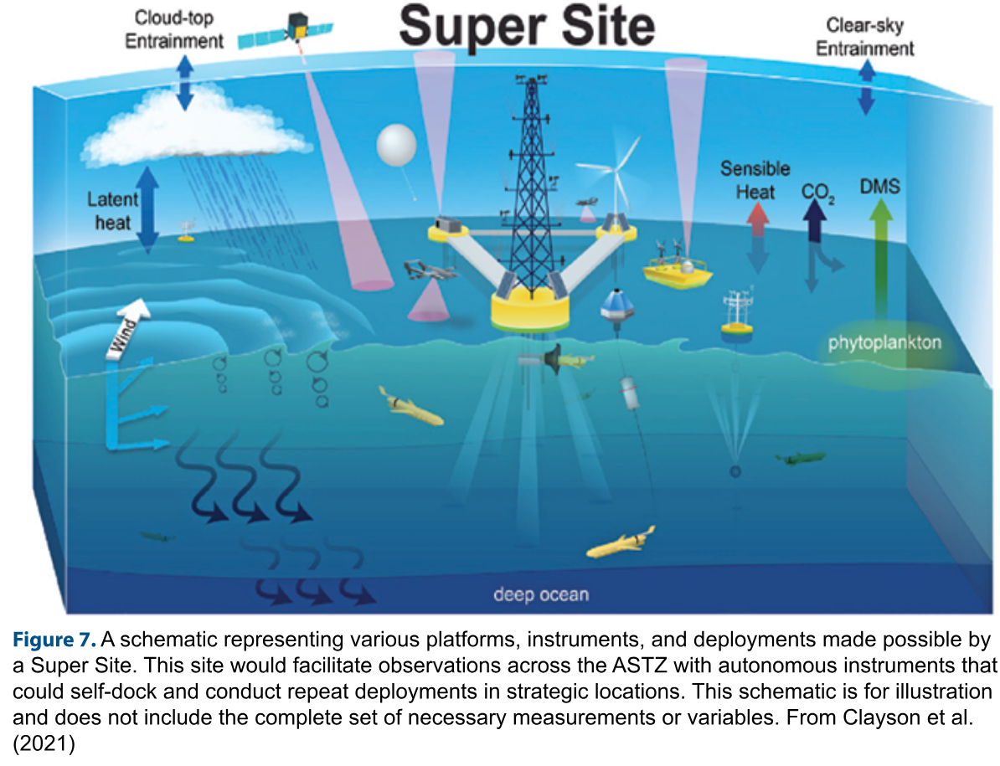 Super Site
Cloud-top
Entrainment
Clear-sky
Entrainment
Latent
heat
Sensible
Heat
CO₂
DMS
Wind
phytoplankton
deep ocean
Figure 7. A schematic representing various platforms, instruments, and deployments made possible by
a Super Site. This site would facilitate observations across the ASTZ with autonomous instruments that
could self-dock and conduct repeat deployments in strategic locations. This schematic is for illustration
and does not include the complete set of necessary measurements or variables. From Clayson et al.
(2021)